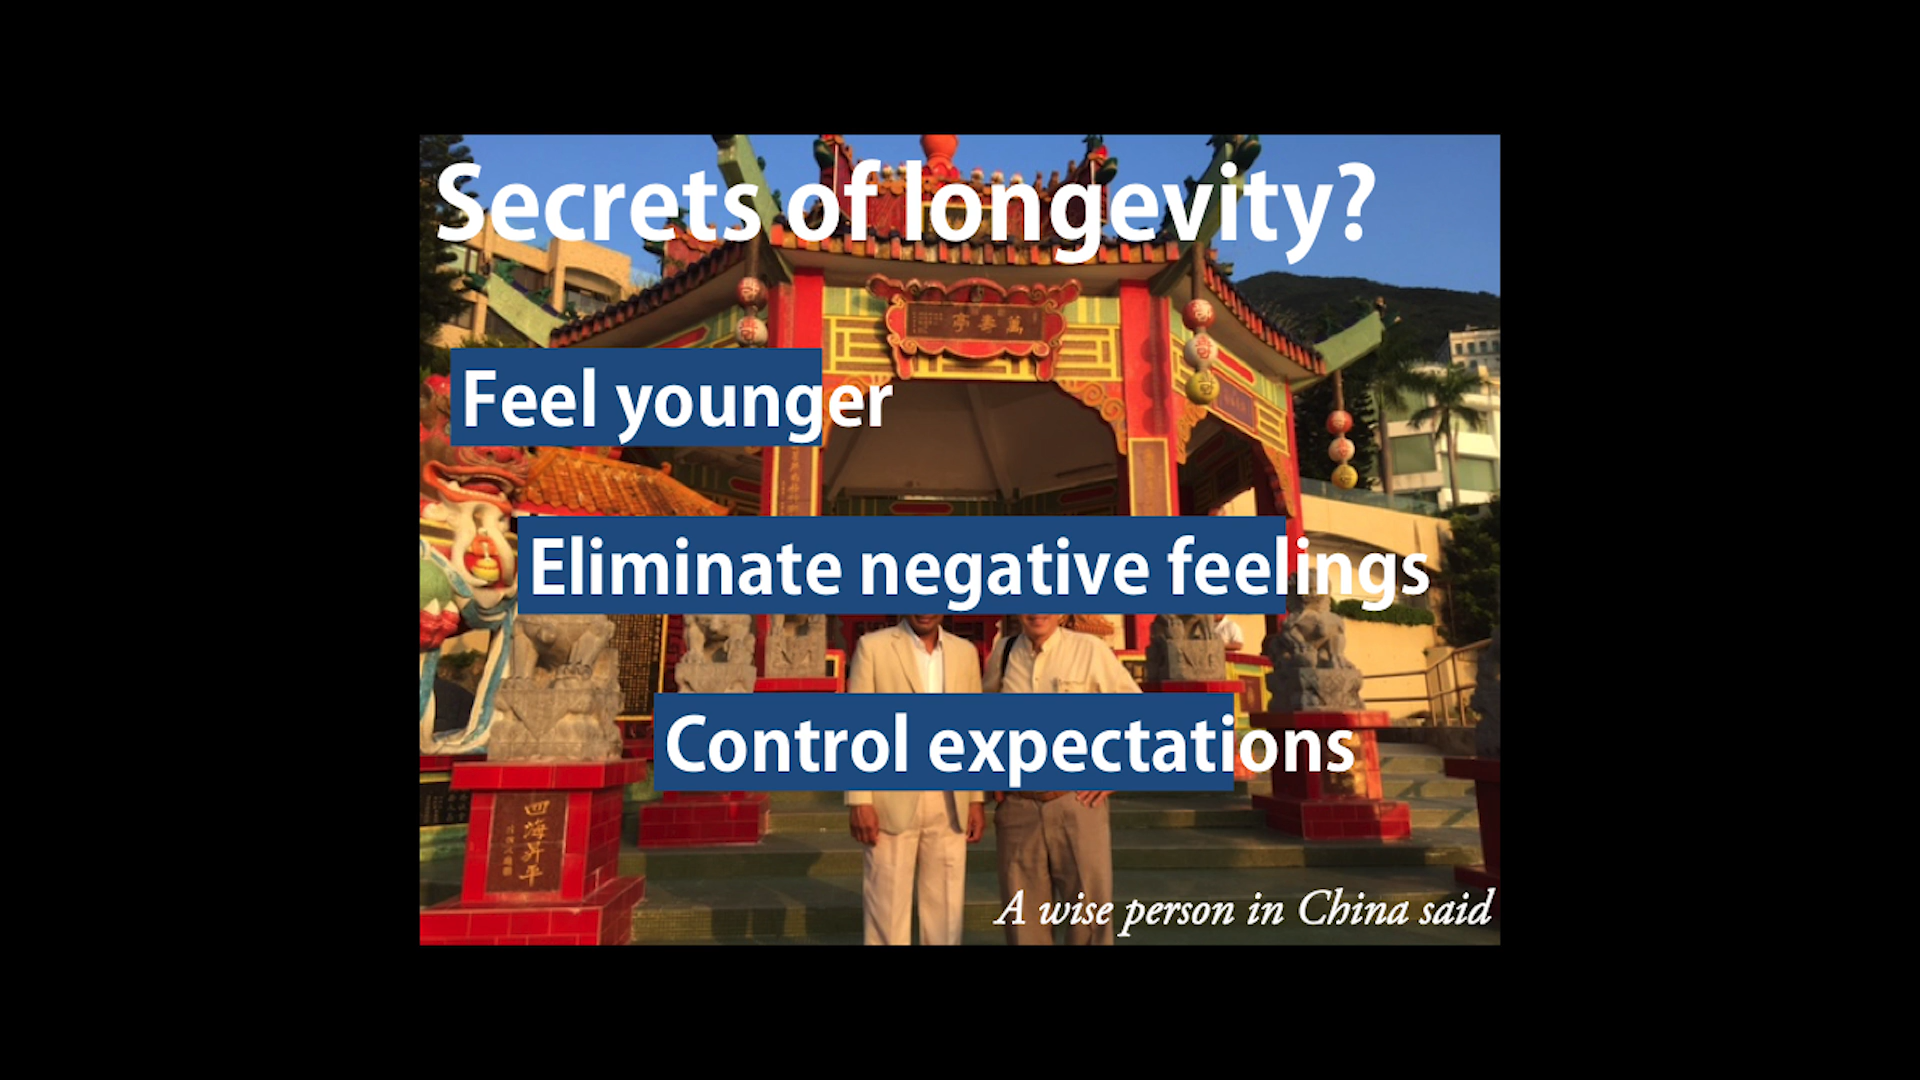 Secrets of longevity?
亭壽萬
Feel younger
Eliminate negative feelings
Control expectations
四海昇平
A wise person in China said